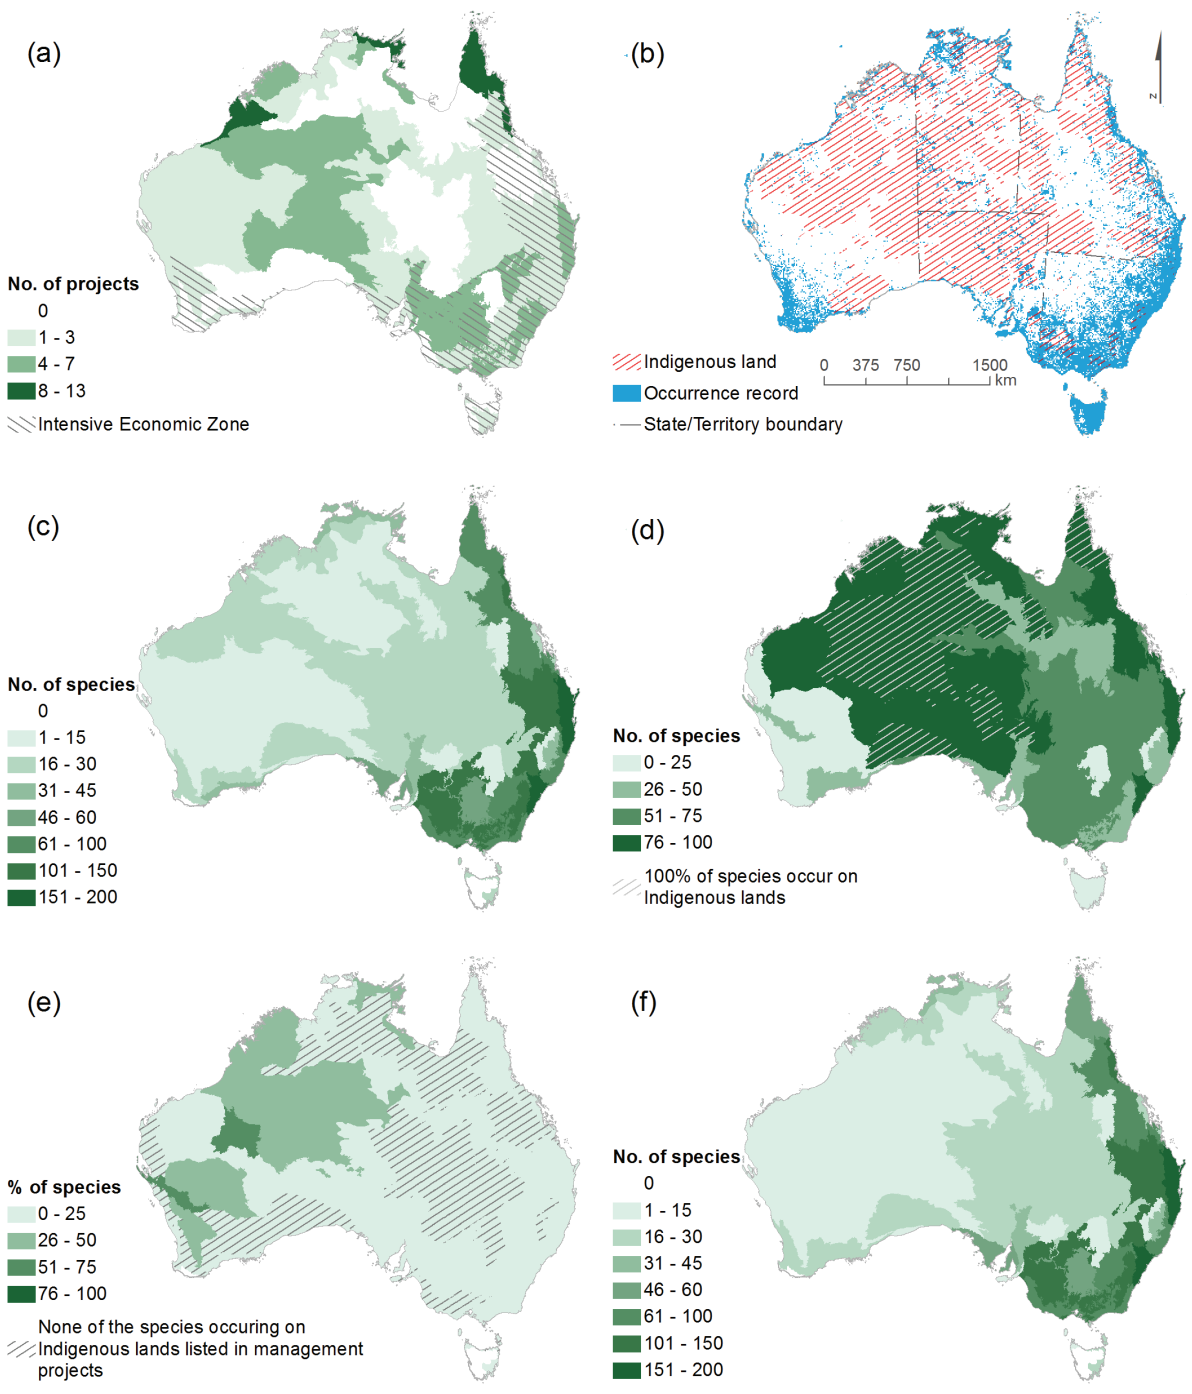 (a)
No. of projects
0
1 - 3
4 - 7
8 - 13
Intensive Economic Zone
(b)
z
Indigenous land
Occurrence record
State/Territory boundary
0 375 750 1500
km
(c)
No. of species
0
1 - 15
16 - 30
31 - 45
46 - 60
61 - 100
101 - 150
151 - 200
(d)
No. of species
0 - 25
26 - 50
51 - 75
76 - 100
100% of species occur on
Indigenous lands
(e)
% of species
0 - 25
26 - 50
51 - 75
76 - 100
None of the species occuring on
Indigenous lands listed in management
projects
(f)
No. of species
0
1 - 15
16 - 30
31 - 45
46 - 60
61 - 100
101 - 150
151 - 200